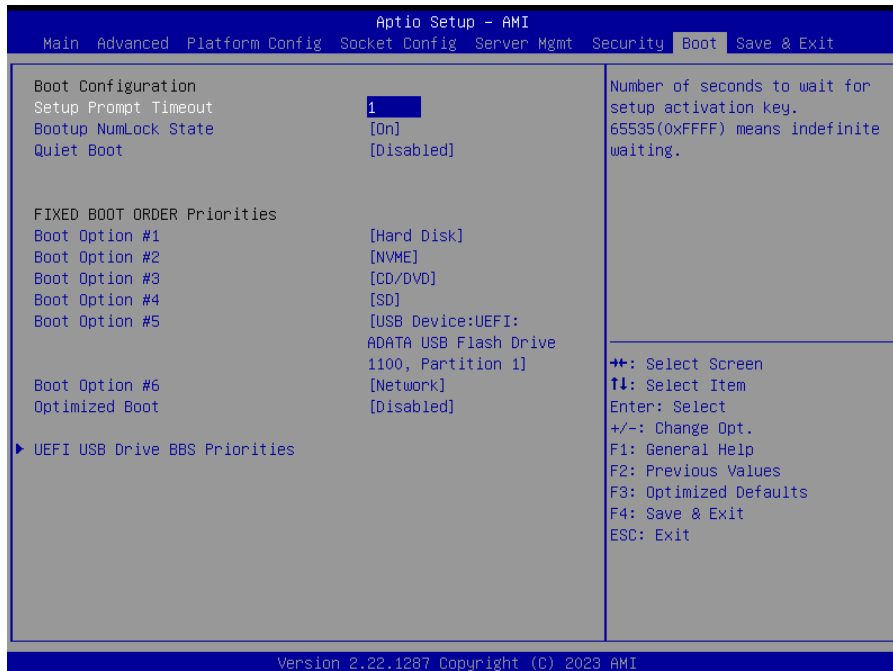 Aptio Setup – AMI
Main Advanced Platform Config Socket Config Server Mgmt Security Boot Save & Exit
Boot Configuration
Setup Prompt Timeout 1
Bootup NumLock State [On]
Quiet Boot [Disabled]
FIXED BOOT ORDER Priorities
Boot Option #1 [Hard Disk]
Boot Option #2 [NVME]
Boot Option #3 [CD/DVD]
Boot Option #4 [SD]
Boot Option #5 [USB Device:UEFI:
ADATA USB Flash Drive
1100, Partition 1]
Boot Option #6 [Network]
Optimized Boot [Disabled]
UEFI USB Drive BBS Priorities
Number of seconds to wait for
setup activation key.
65535(0xFFFF) means indefinite
waiting.
→←: Select Screen
↑↓: Select Item
Enter: Select
+/-: Change Opt.
F1: General Help
F2: Previous Values
F3: Optimized Defaults
F4: Save & Exit
ESC: Exit
Version 2.22.1287 Copyright (C) 2023 AMI